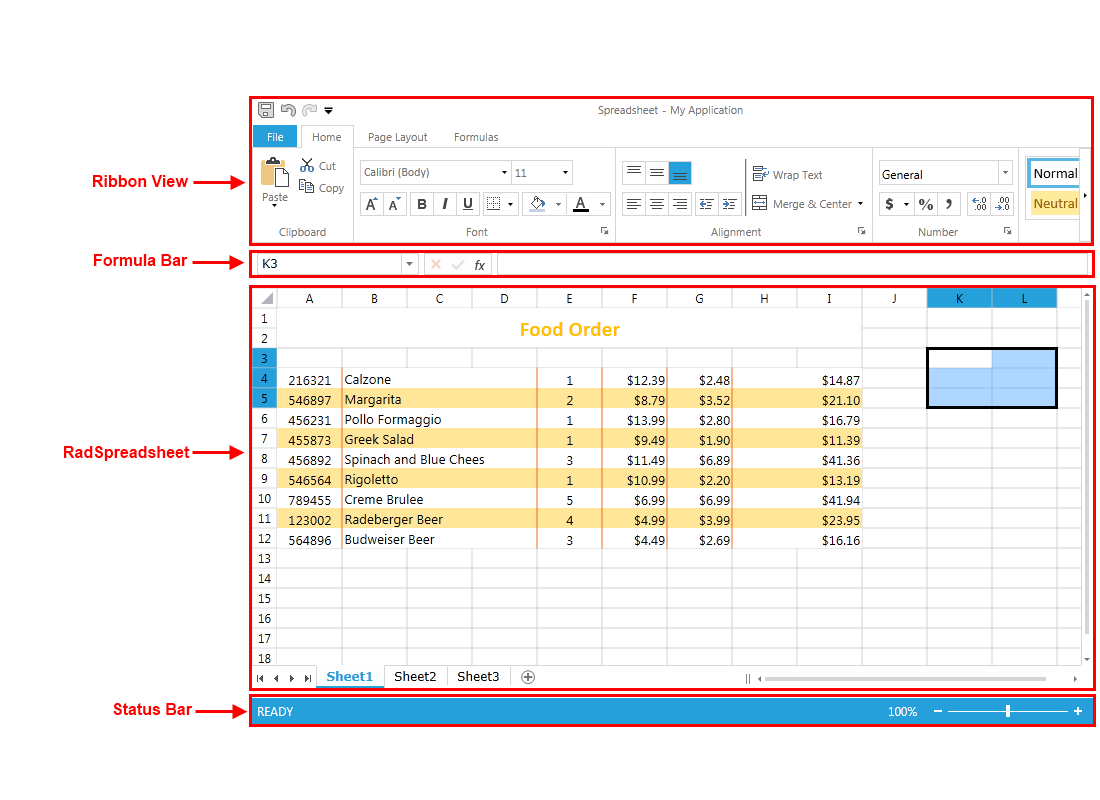 Spreadsheet - My Application
File Home Page Layout Formulas
Ribbon View
Paste
Cut
Copy
Clipboard
Calibri (Body) 11
A A B I U A
Font
Wrap Text
Merge & Center
Alignment
General
$ % , ←.0 .00 .00 →.0
Number
Normal
Neutral
Formula Bar
K3 fx
RadSpreadsheet
A B C D E F G H I J K L
1
Food Order
2
3
4 216321 Calzone 1 $12.39 $2.48 $14.87
5 546897 Margarita 2 $8.79 $3.52 $21.10
6 456231 Pollo Formaggio 1 $13.99 $2.80 $16.79
7 455873 Greek Salad 1 $9.49 $1.90 $11.39
8 456892 Spinach and Blue Chees 3 $11.49 $6.89 $41.36
9 546564 Rigoletto 1 $10.99 $2.20 $13.19
10 789455 Creme Brulee 5 $6.99 $6.99 $41.94
11 123002 Radeberger Beer 4 $4.99 $3.99 $23.95
12 564896 Budweiser Beer 3 $4.49 $2.69 $16.16
13
14
15
16
17
18
Sheet1 Sheet2 Sheet3
Status Bar
READY 100% − +